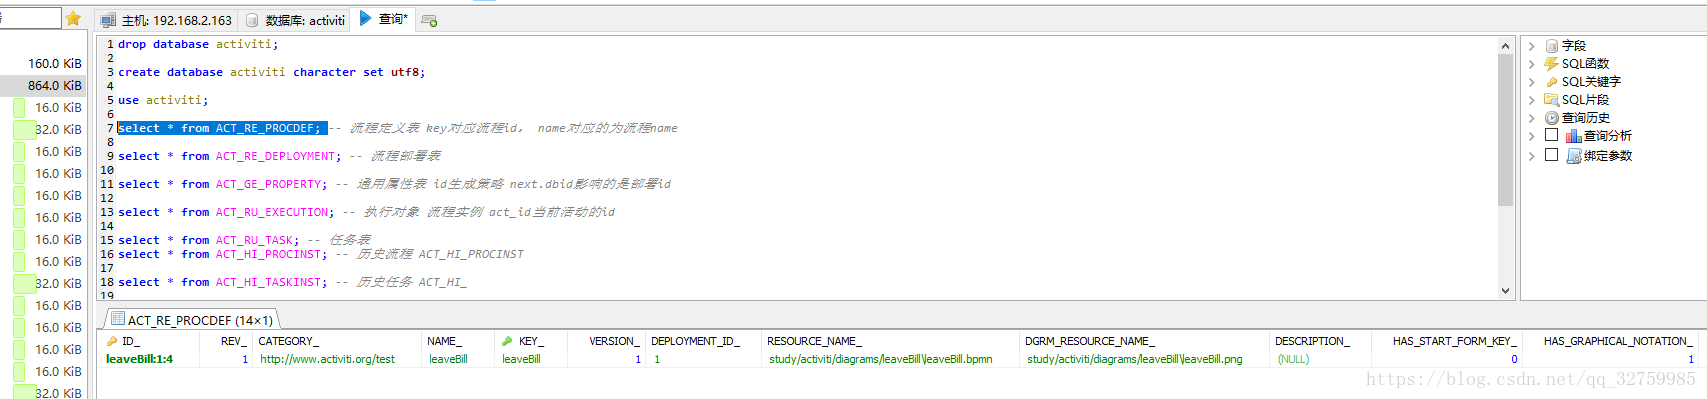 主机: 192.168.2.163 数据库: activiti 查询*
160.0 KiB
864.0 KiB
16.0 KiB
32.0 KiB
16.0 KiB
16.0 KiB
16.0 KiB
16.0 KiB
16.0 KiB
16.0 KiB
32.0 KiB
16.0 KiB
16.0 KiB
16.0 KiB
16.0 KiB
32.0 KiB
1 drop database activiti;
2
3 create database activiti character set utf8;
4
5 use activiti;
6
7 select * from ACT_RE_PROCDEF; -- 流程定义表 key对应流程id， name对应的为流程name
8
9 select * from ACT_RE_DEPLOYMENT; -- 流程部署表
10
11 select * from ACT_GE_PROPERTY; -- 通用属性表 id生成策略 next.dbid影响的是部署id
12
13 select * from ACT_RU_EXECUTION; -- 执行对象 流程实例 act_id当前活动的id
14
15 select * from ACT_RU_TASK; -- 任务表
16 select * from ACT_HI_PROCINST; -- 历史流程 ACT_HI_PROCINST
17
18 select * from ACT_HI_TASKINST; -- 历史任务 ACT_HI_
19
字段
SQL函数
SQL关键字
SQL片段
查询历史
查询分析
绑定参数
ACT_RE_PROCDEF (14×1)
ID_ REV_ CATEGORY_ NAME_ KEY_ VERSION_ DEPLOYMENT_ID_ RESOURCE_NAME_ DGRM_RESOURCE_NAME_ DESCRIPTION_ HAS_START_FORM_KEY_ HAS_GRAPHICAL_NOTATION_
leaveBill:1:4 1 http://www.activiti.org/test leaveBill leaveBill 1 1 study/activiti/diagrams/leaveBill\leaveBill.bpmn study/activiti/diagrams/leaveBill\leaveBill.png (NULL) 0 1
https://blog.csdn.net/qq_32759985